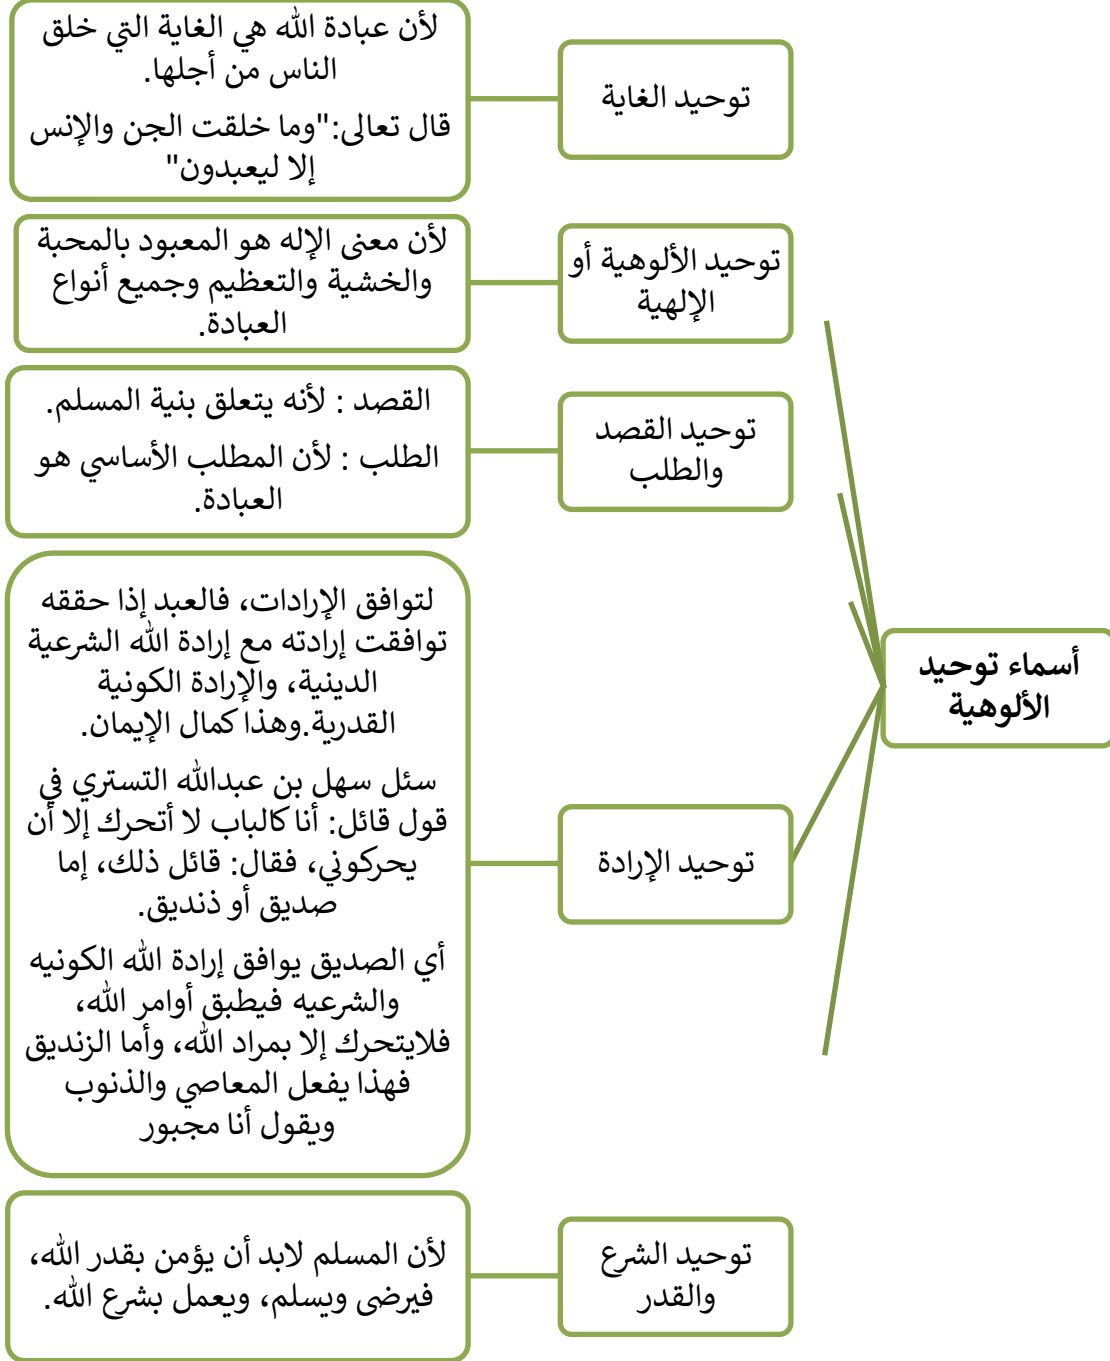 أسماء توحيد
الألوهية
توحيد الغاية
لأن عبادة الله هي الغاية التي خلق
الناس من أجلها.
قال تعالى:"وما خلقت الجن والإنس
إلا ليعبدون"
توحيد الألوهية أو
الإلهية
لأن معنى الإله هو المعبود بالمحبة
والخشية والتعظيم وجميع أنواع
العبادة.
توحيد القصد
والطلب
القصد : لأنه يتعلق بنية المسلم.
الطلب : لأن المطلب الأساسي هو
العبادة.
توحيد الإرادة
لتوافق الإرادات، فالعبد إذا حققه
توافقت إرادته مع إرادة الله الشرعية
الدينية، والإرادة الكونية
القدرية.وهذا كمال الإيمان.
سئل سهل بن عبدالله التستري في
قول قائل: أنا كالباب لا أتحرك إلا أن
يحركوني، فقال: قائل ذلك، إما
صديق أو ذنديق.
أي الصديق يوافق إرادة الله الكونيه
والشرعيه فيطبق أوامر الله،
فلايتحرك إلا بمراد الله، وأما الزنديق
فهذا يفعل المعاصي والذنوب
ويقول أنا مجبور
توحيد الشرع
والقدر
لأن المسلم لابد أن يؤمن بقدر الله،
فيرضى ويسلم، ويعمل بشرع الله.